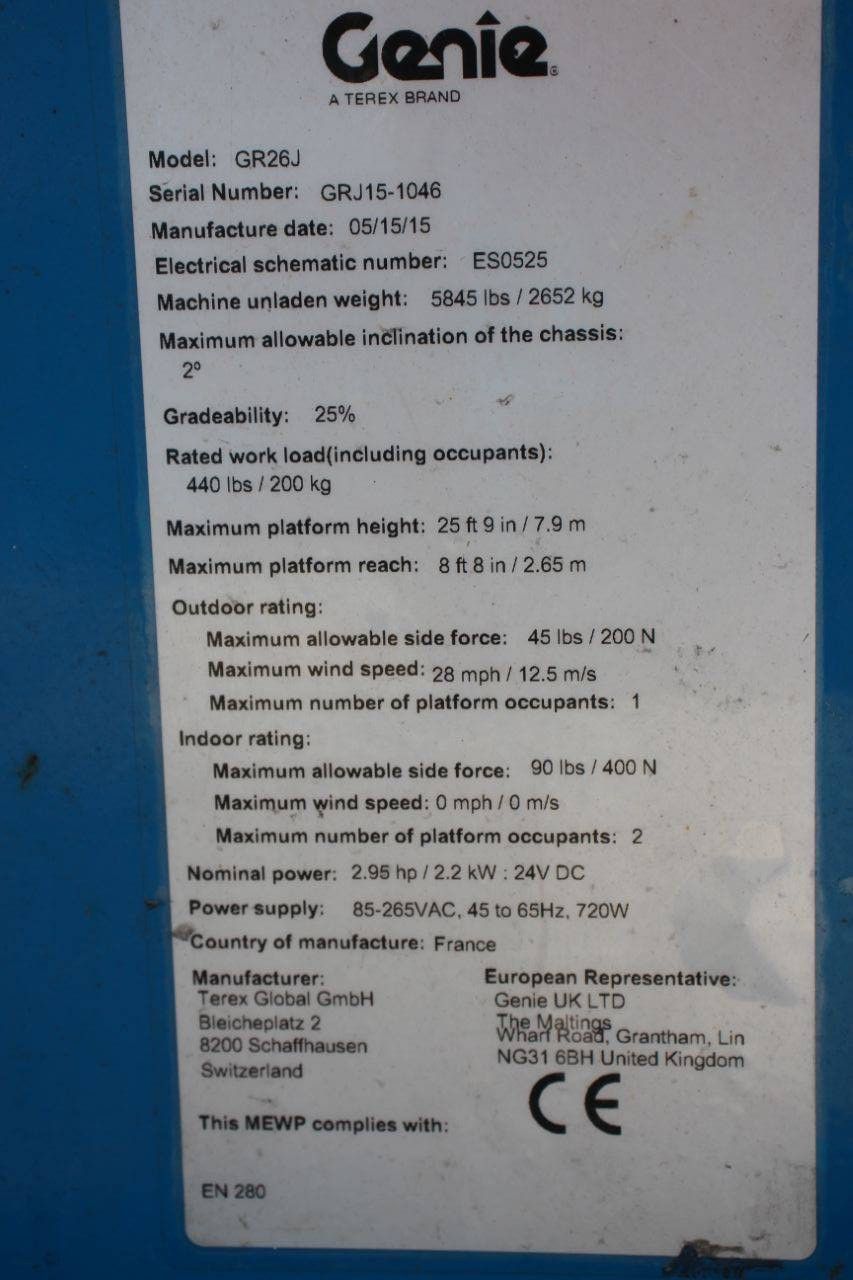 Genie®
A TEREX BRAND
Model: GR26J
Serial Number: GRJ15-1046
Manufacture date: 05/15/15
Electrical schematic number: ES0525
Machine unladen weight: 5845 lbs / 2652 kg
Maximum allowable inclination of the chassis:
2º
Gradeability: 25%
Rated work load(including occupants):
440 lbs / 200 kg
Maximum platform height: 25 ft 9 in / 7.9 m
Maximum platform reach: 8 ft 8 in / 2.65 m
Outdoor rating:
Maximum allowable side force: 45 lbs / 200 N
Maximum wind speed: 28 mph / 12.5 m/s
Maximum number of platform occupants: 1
Indoor rating:
Maximum allowable side force: 90 lbs / 400 N
Maximum wind speed: 0 mph / 0 m/s
Maximum number of platform occupants: 2
Nominal power: 2.95 hp / 2.2 kW : 24V DC
Power supply: 85-265VAC, 45 to 65Hz, 720W
Country of manufacture: France
Manufacturer:
Terex Global GmbH
Bleicheplatz 2
8200 Schaffhausen
Switzerland
European Representative:
Genie UK LTD
The Maltings
Wharf Road, Grantham, Lin
NG31 6BH United Kingdom
This MEWP complies with:
CE
EN 280